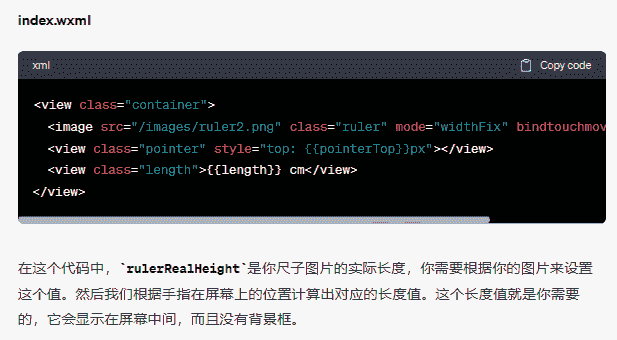 index.wxml
xml Copy code
<view class="container">
<image src="/images/ruler2.png" class="ruler" mode="widthFix" bindtouchmov
<view class="pointer" style="top: {{pointerTop}}px"></view>
<view class="length">{{length}} cm</view>
</view>
在这个代码中，`rulerRealHeight`是你尺子图片的实际长度，你需要根据你的图片来设置
这个值。然后我们根据手指在屏幕上的位置计算出对应的长度值。这个长度值就是你需要
的，它会显示在屏幕中间，而且没有背景框。